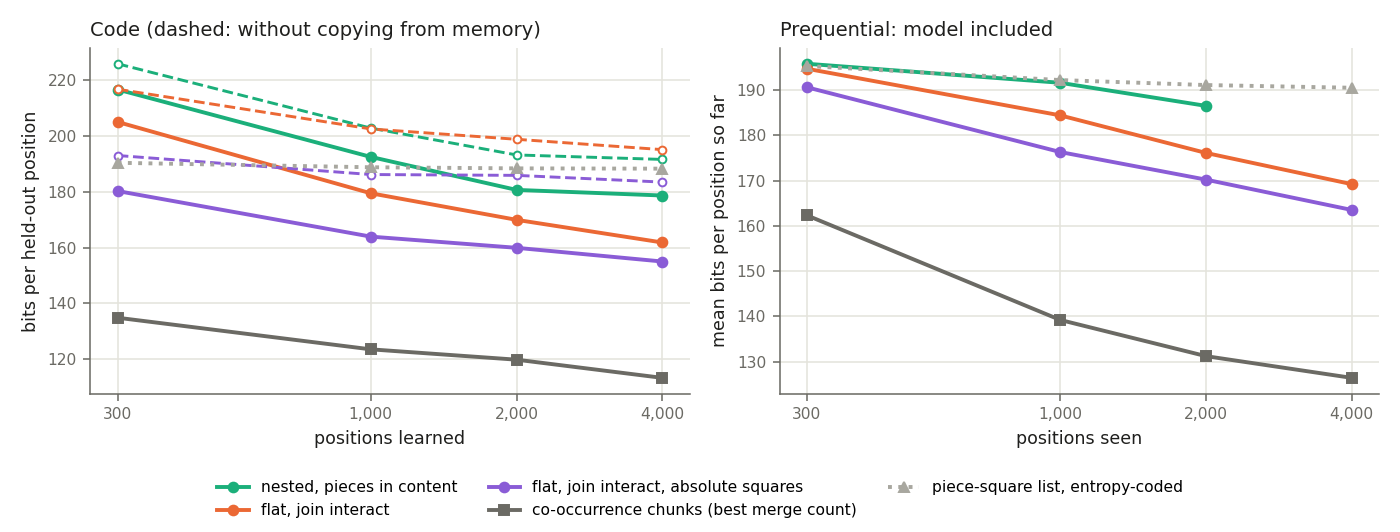 Code (dashed: without copying from memory)
bits per held-out position
220
200
180
160
140
120
300
1,000
2,000
4,000
positions learned
Prequential: model included
mean bits per position so far
190
180
170
160
150
140
130
300
1,000
2,000
4,000
positions seen
nested, pieces in content
flat, join interact
flat, join interact, absolute squares
co-occurrence chunks (best merge count)
piece-square list, entropy-coded